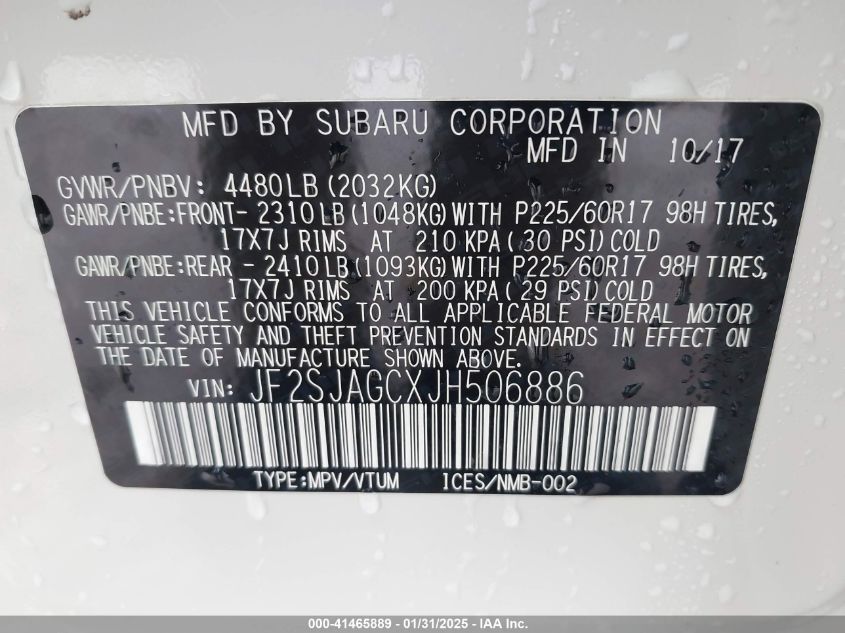 MFD BY SUBARU CORPORATION
MFD IN 10/17
GVWR/PNBV: 4480LB (2032KG)
GAWR/PNBE:FRONT- 2310LB (1048KG) WITH P225/60R17 98H TIRES,
17X7J RIMS AT 210 KPA ( 30 PSI) COLD
GAWR/PNBE:REAR - 2410LB (1093KG) WITH P225/60R17 98H TIRES,
17X7J RIMS AT 200 KPA ( 29 PSI) COLD
THIS VEHICLE CONFORMS TO ALL APPLICABLE FEDERAL MOTOR
VEHICLE SAFETY AND THEFT PREVENTION STANDARDS IN EFFECT ON
THE DATE OF MANUFACTURE SHOWN ABOVE.
VIN: JF2SJAGCXJH506886
TYPE:MPV/VTUM ICES/NMB-002
000-41465889 - 01/31/2025 - IAA Inc.